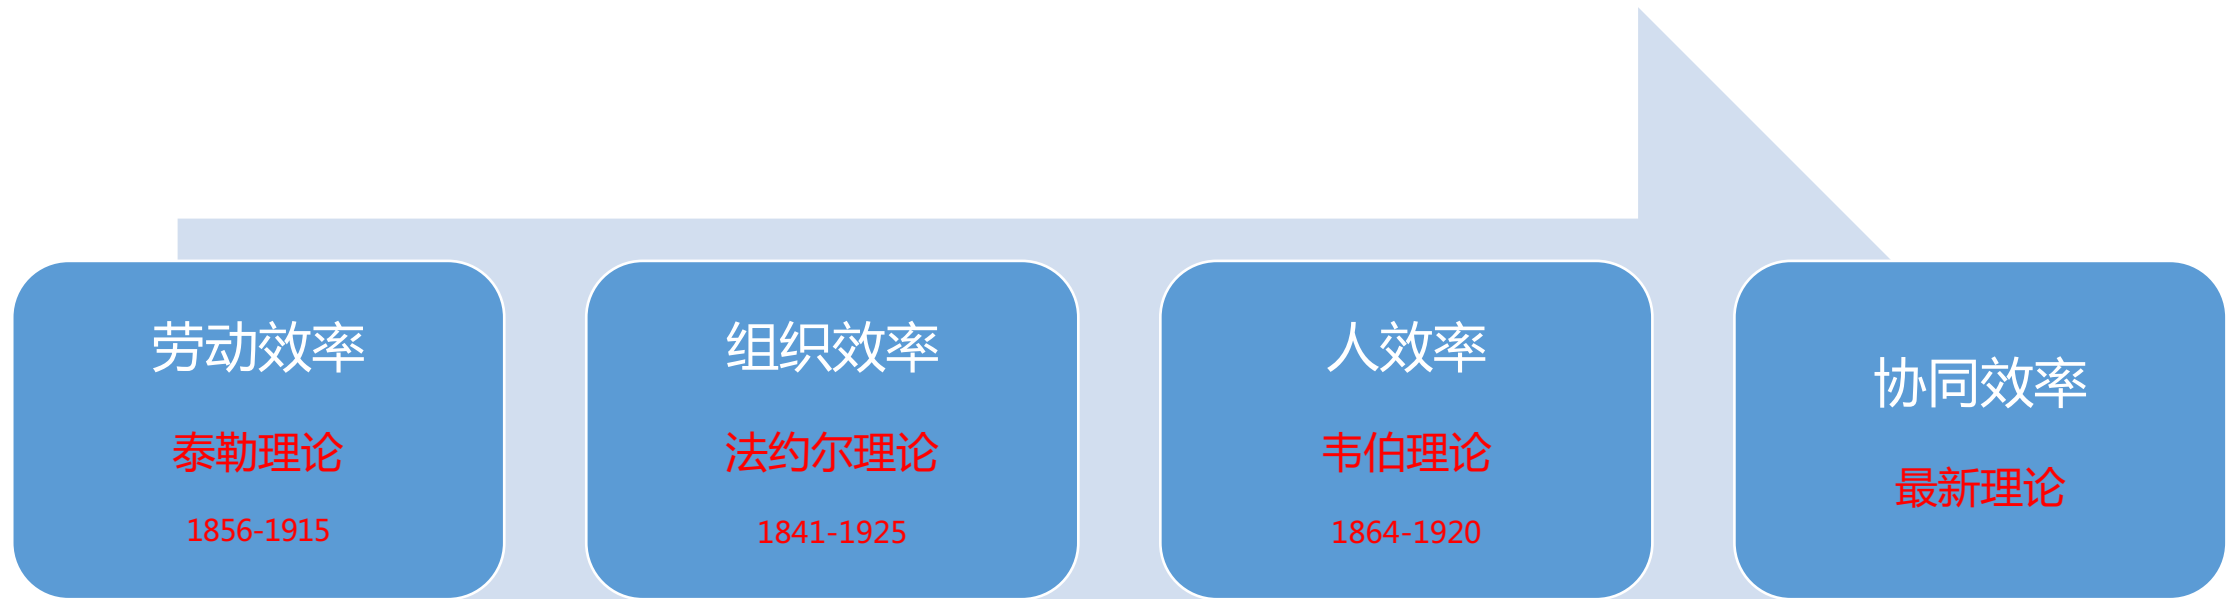 劳动效率
泰勒理论
1856-1915
组织效率
法约尔理论
1841-1925
人效率
韦伯理论
1864-1920
协同效率
最新理论